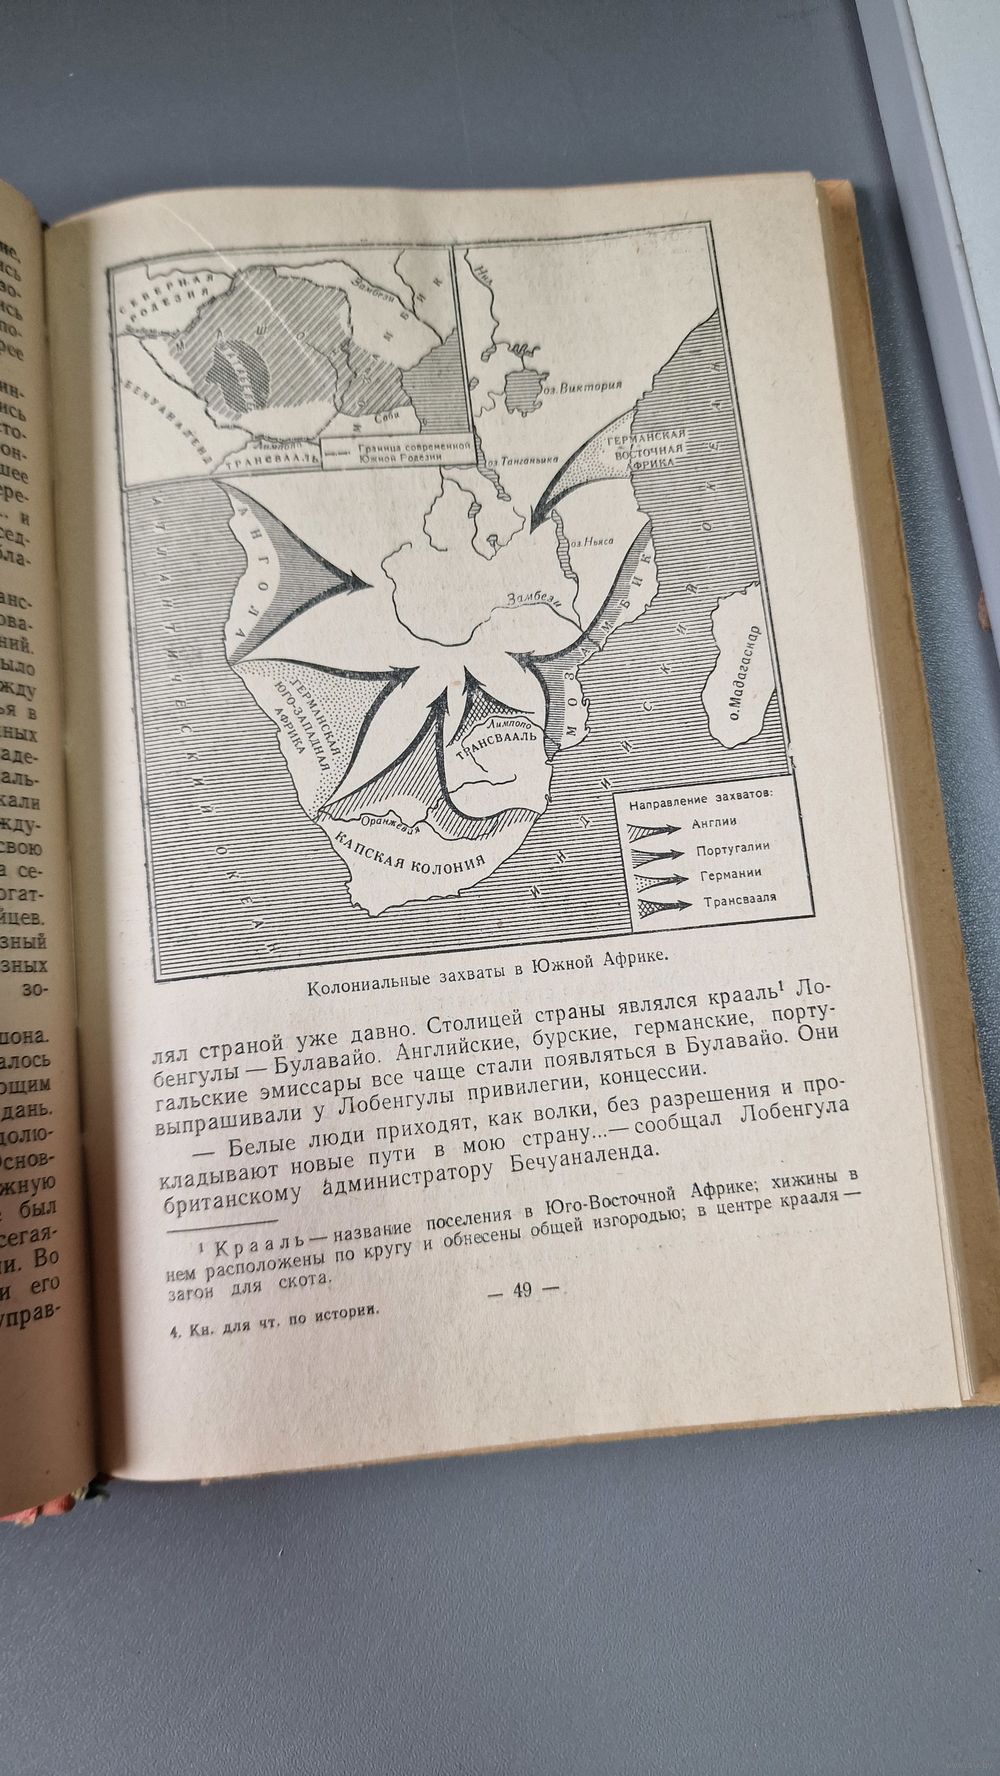 СЕВЕРНАЯ
РОДЕЗИЯ
Замбези
МАШОНА
МАТАБЕЛЕ
БЕЧУАНАЛЕНД
Саби
Лимпопо
ТРАНСВААЛЬ
Граница современной
Южной Родезии
Нил
оз.Виктория
ГЕРМАНСКАЯ
ВОСТОЧНАЯ
АФРИКА
оз.Танганьика
оз.Ньяса
АНГОЛА
Замбези
МОЗАМБИК
о.Мадагаскар
АТЛАНТИЧЕСКИЙ ОКЕАН
ИНДИЙСКИЙ ОКЕАН
ГЕРМАНСКАЯ
ЮГО-ЗАПАДНАЯ
АФРИКА
Лимпопо
ТРАНСВААЛЬ
Оранжевая
КАПСКАЯ КОЛОНИЯ
Направление захватов:
Англии
Португалии
Германии
Трансвааля
Колониальные захваты в Южной Африке.
лял страной уже давно. Столицей страны являлся крааль¹ Ло-
бенгулы — Булавайо. Английские, бурские, германские, порту-
гальские эмиссары все чаще стали появляться в Булавайо. Они
выпрашивали у Лобенгулы привилегии, концессии.
— Белые люди приходят, как волки, без разрешения и про-
кладывают новые пути в мою страну...— сообщал Лобенгула
британскому администратору Бечуаналенда.
¹ Крааль — название поселения в Юго-Восточной Африке; хижины в
нем расположены по кругу и обнесены общей изгородью; в центре крааля —
загон для скота.
— 49 —
4. Кн. для чт. по истории.